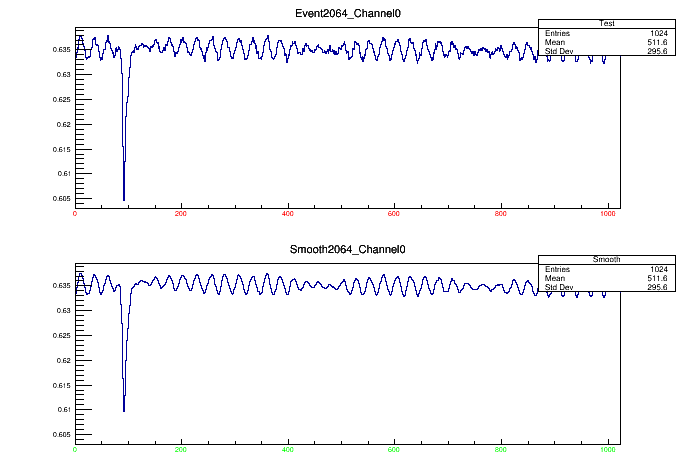 Event2064_Channel0
Test
Entries 1024
Mean 511.6
Std Dev 295.6
0.635
0.63
0.625
0.62
0.615
0.61
0.605
0 200 400 600 800 1000
Smooth2064_Channel0
Smooth
Entries 1024
Mean 511.6
Std Dev 295.6
0.635
0.63
0.625
0.62
0.615
0.61
0.605
0 200 400 600 800 1000